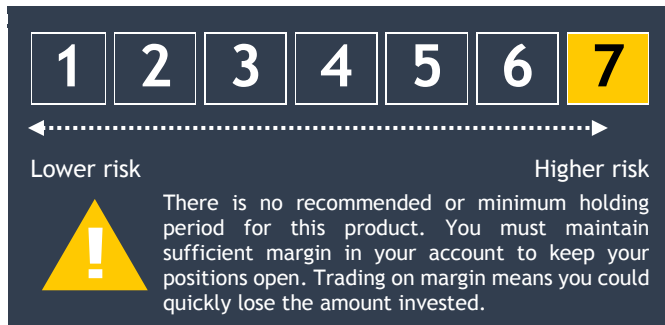 1 2 3 4 5 6 7
Lower risk Higher risk
!
There is no recommended or minimum holding
period for this product. You must maintain
sufficient margin in your account to keep your
positions open. Trading on margin means you could
quickly lose the amount invested.